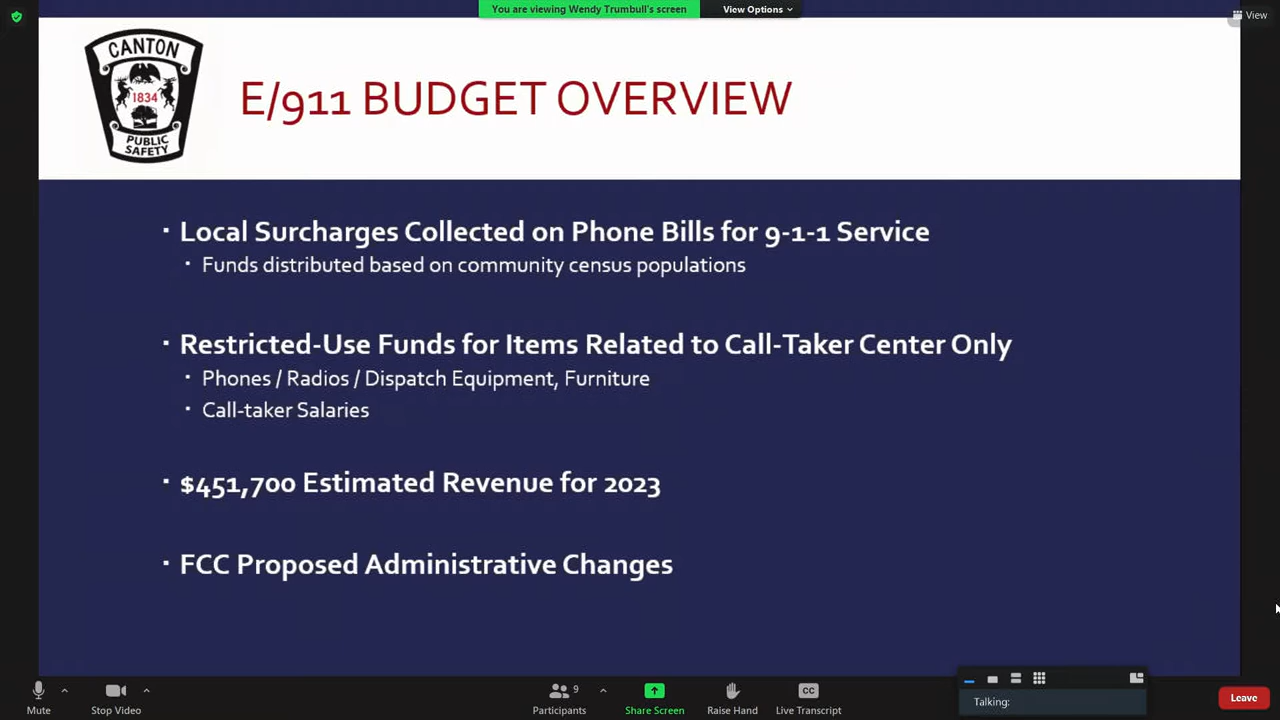 You are viewing Wendy Trumbull's screen
View Options
View
CANTON
1834
PUBLIC
SAFETY
E/911 BUDGET OVERVIEW
Local Surcharges Collected on Phone Bills for 9-1-1 Service
Funds distributed based on community census populations
Restricted-Use Funds for Items Related to Call-Taker Center Only
Phones / Radios / Dispatch Equipment, Furniture
Call-taker Salaries
$451,700 Estimated Revenue for 2023
FCC Proposed Administrative Changes
Mute
Stop Video
9
Participants
Share Screen
Raise Hand
CC
Live Transcript
Talking:
Leave